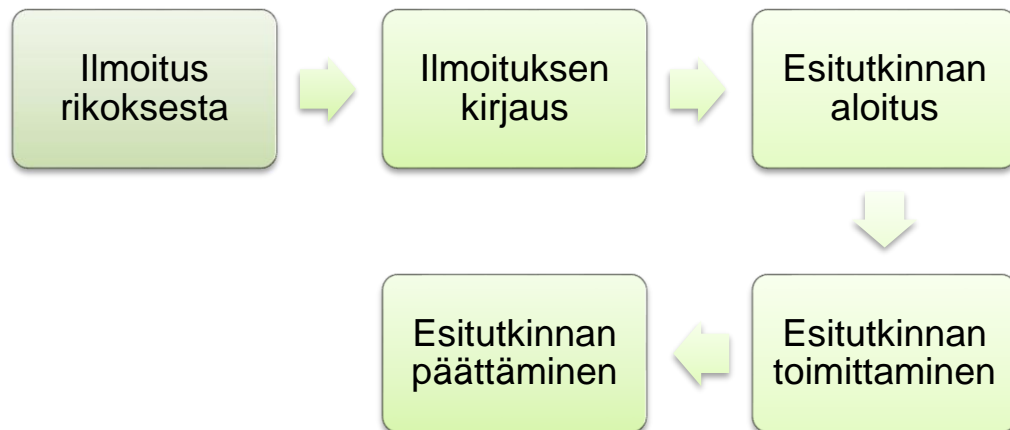 Ilmoitus
rikoksesta
Ilmoituksen
kirjaus
Esitutkinnan
aloitus
Esitutkinnan
toimittaminen
Esitutkinnan
päättäminen